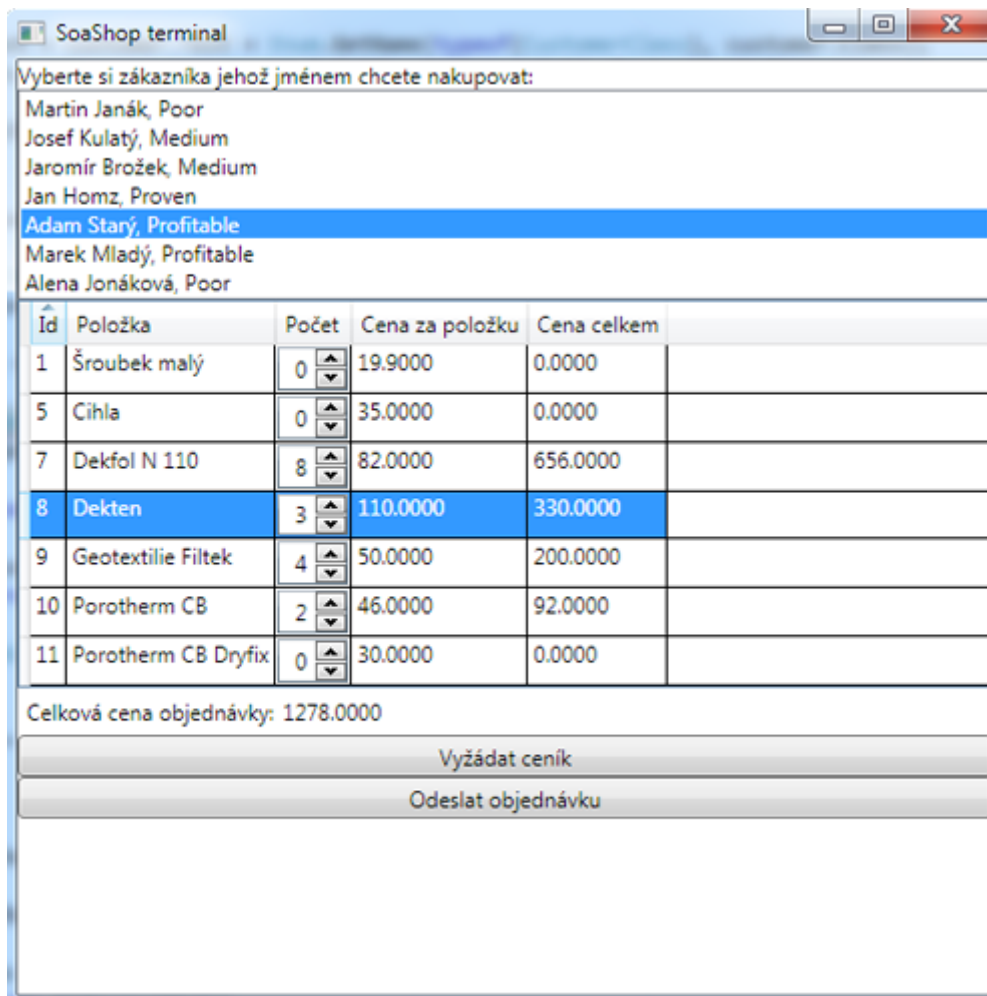 SoaShop terminal
Vyberte si zákazníka jehož jménem chcete nakupovat:
Martin Janák, Poor
Josef Kulatý, Medium
Jaromír Brožek, Medium
Jan Homz, Proven
Adam Starý, Profitable
Marek Mladý, Profitable
Alena Jonáková, Poor
Id Položka Počet Cena za položku Cena celkem
1 Šroubek malý 0 19.9000 0.0000
5 Cihla 0 35.0000 0.0000
7 Dekfol N 110 8 82.0000 656.0000
8 Dekten 3 110.0000 330.0000
9 Geotextilie Filtek 4 50.0000 200.0000
10 Porotherm CB 2 46.0000 92.0000
11 Porotherm CB Dryfix 0 30.0000 0.0000
Celková cena objednávky: 1278.0000
Vyžádat ceník
Odeslat objednávku